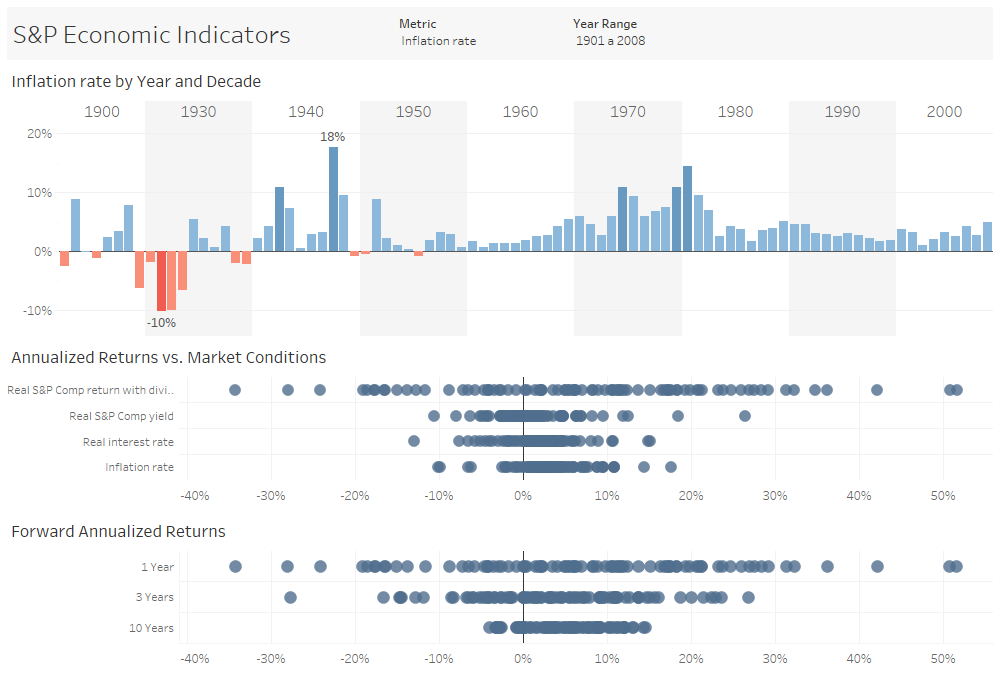 S&P Economic Indicators
Metric
Inflation rate
Year Range
1901 a 2008
Inflation rate by Year and Decade
1900 1930 1940 1950 1960 1970 1980 1990 2000
20%
18%
10%
0%
-10%
-10%
Annualized Returns vs. Market Conditions
Real S&P Comp return with divi..
Real S&P Comp yield
Real interest rate
Inflation rate
-40% -30% -20% -10% 0% 10% 20% 30% 40% 50%
Forward Annualized Returns
1 Year
3 Years
10 Years
-40% -30% -20% -10% 0% 10% 20% 30% 40% 50%